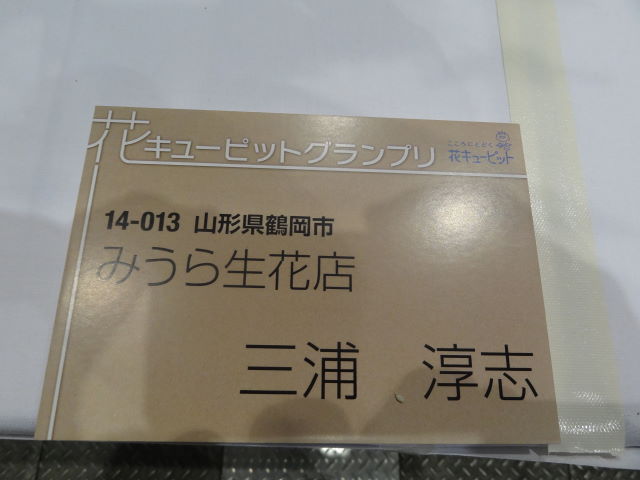 花キューピットグランプリ
こころにとどく
花キューピット
14-013 山形県鶴岡市
みうら生花店
三浦 淳志